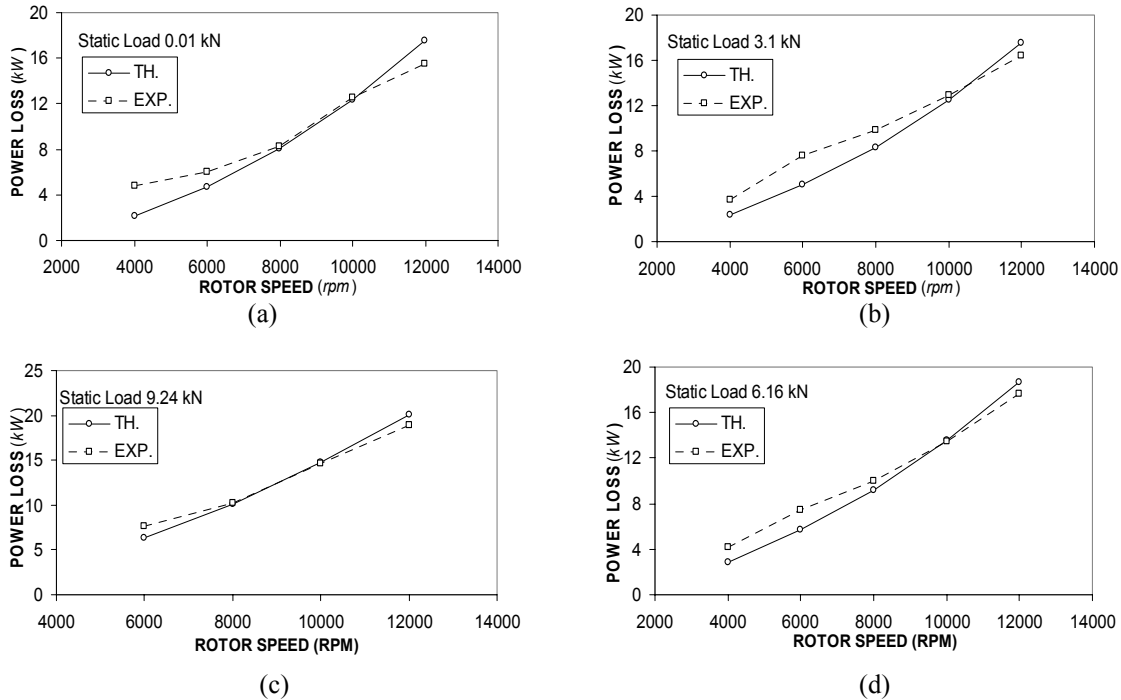 20
16
12
8
4
0
POWER LOSS (kW)
Static Load 0.01 kN
TH.
EXP.
2000 4000 6000 8000 10000 12000 14000
ROTOR SPEED (rpm)
(a)
20
16
12
8
4
0
POWER LOSS (kW)
Static Load 3.1 kN
TH.
EXP.
2000 4000 6000 8000 10000 12000 14000
ROTOR SPEED (rpm)
(b)
25
20
15
10
5
0
POWER LOSS (kW)
Static Load 9.24 kN
TH.
EXP.
4000 6000 8000 10000 12000 14000
ROTOR SPEED (RPM)
(c)
20
16
12
8
4
0
POWER LOSS (kW)
Static Load 6.16 kN
TH.
EXP.
2000 4000 6000 8000 10000 12000 14000
ROTOR SPEED (RPM)
(d)